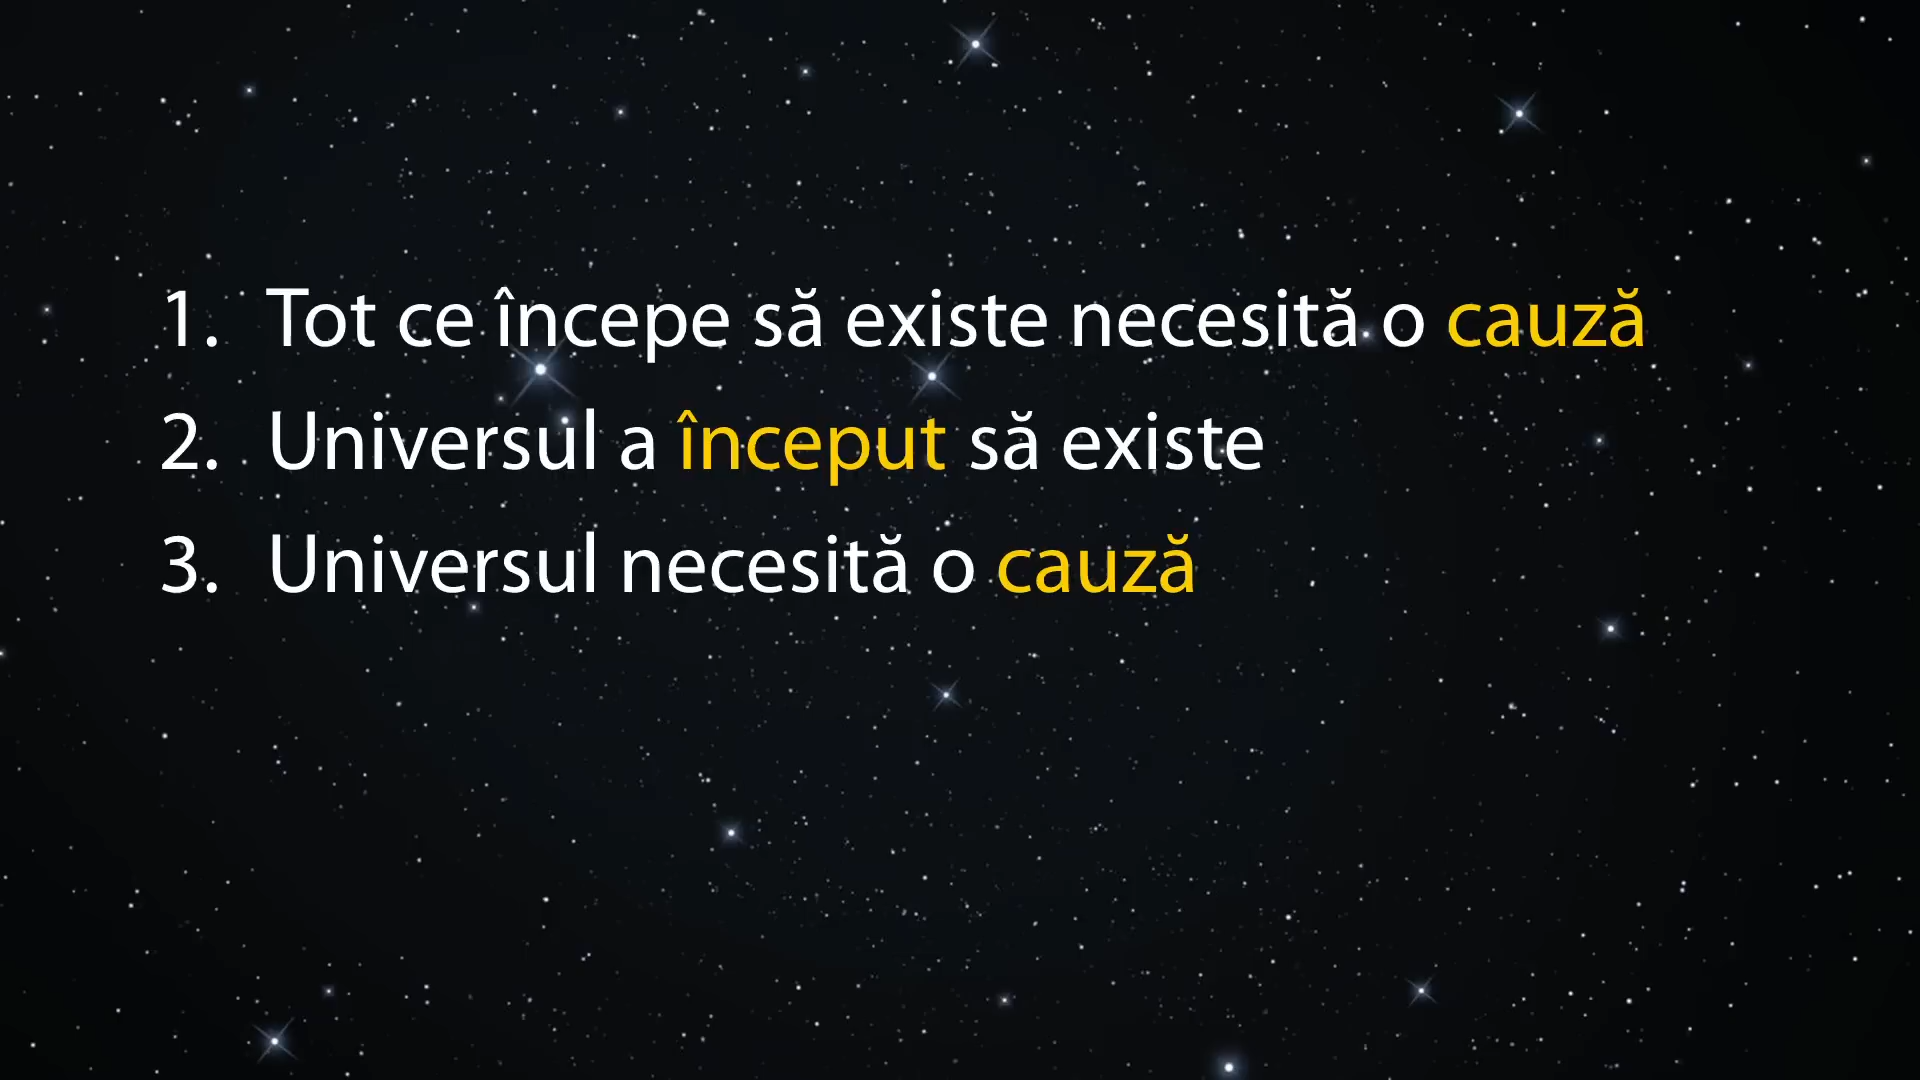 1. Tot ce începe să existe necesită o cauză
2. Universul a început să existe
3. Universul necesită o cauză